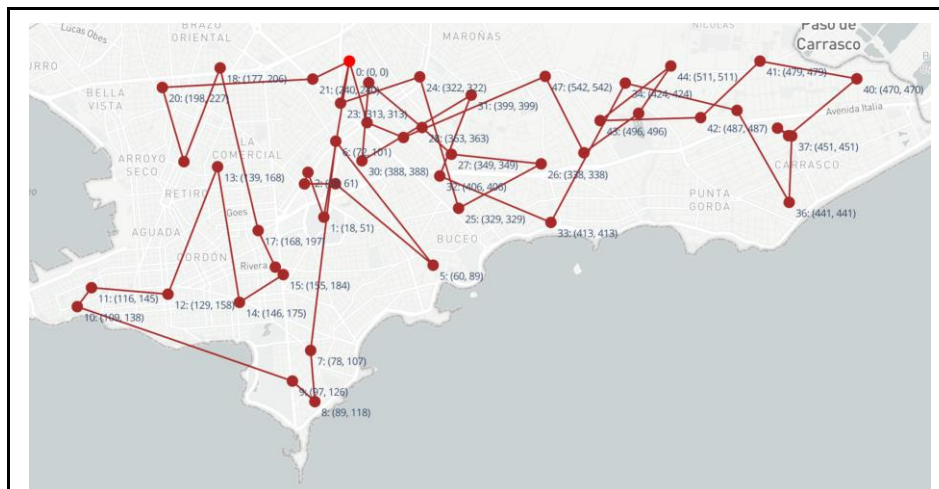 Lucas Obes
BRAZO
ORIENTAL
MAROÑAS
Paso de
Carrasco
0: (0, 0)
18: (177, 206)
21: (240, 240)
24: (322, 322)
47: (542, 542)
44: (511, 511)
41: (479, 479)
40: (470, 470)
BELLA
VISTA
20: (198, 227)
23: (313, 313)
31: (399, 399)
34: (424, 424)
Avenida Italia
43: (496, 496)
42: (487, 487)
LA
COMERCIAL
6: (72, 101)
28: (363, 363)
37: (451, 451)
ARROYO
SECO
13: (139, 168)
30: (388, 388)
27: (349, 349)
26: (338, 338)
CARRASCO
RETIRO
32: (406, 406)
PUNTA
GORDA
36: (441, 441)
Goes
25: (329, 329)
1: (18, 51)
33: (413, 413)
AGUADA
17: (168, 197)
BUCEO
CORDÓN
Rivera
15: (155, 184)
5: (60, 89)
11: (116, 145)
12: (129, 158)
14: (146, 175)
10: (109, 138)
7: (78, 107)
9: (97, 126)
8: (89, 118)